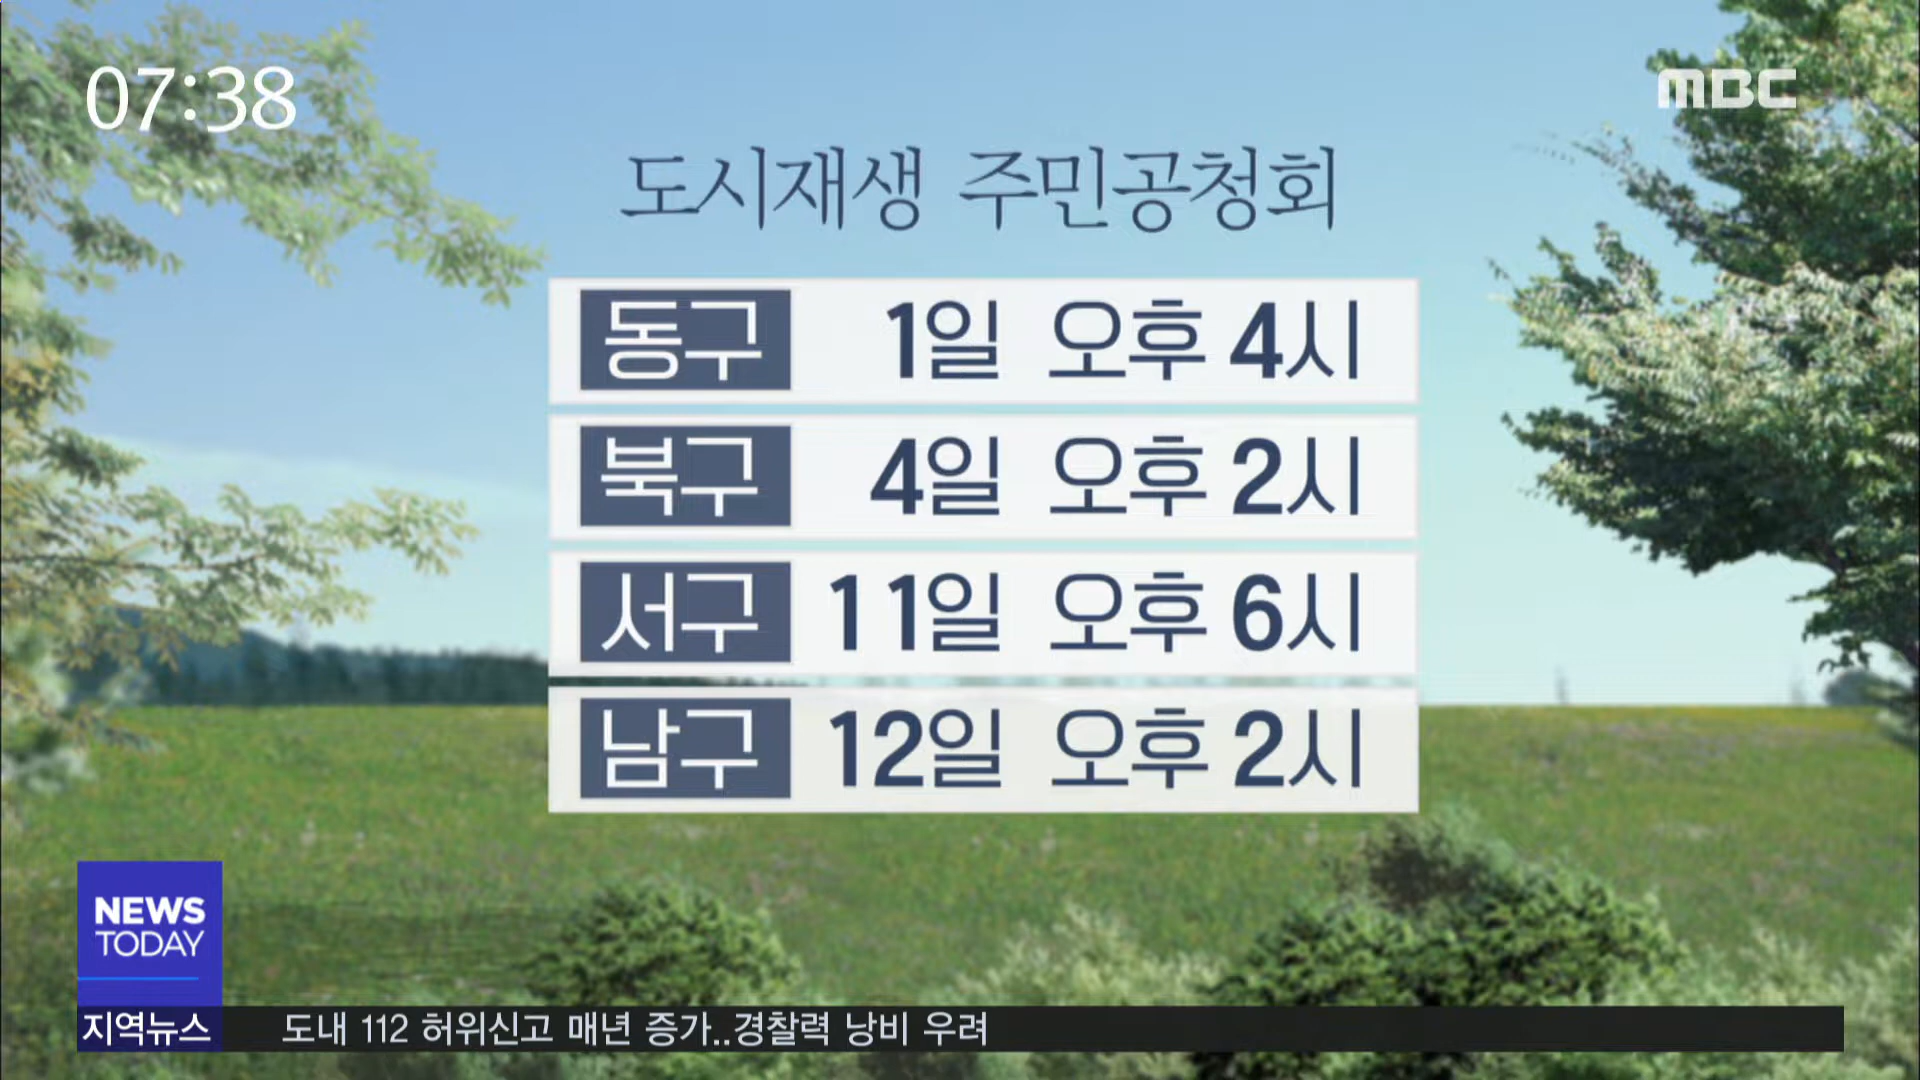 07:38
MBC
도시재생 주민공청회
동구 1일 오후 4시
북구 4일 오후 2시
서구 11일 오후 6시
남구 12일 오후 2시
NEWS
TODAY
지역뉴스 도내 112 허위신고 매년 증가..경찰력 낭비 우려